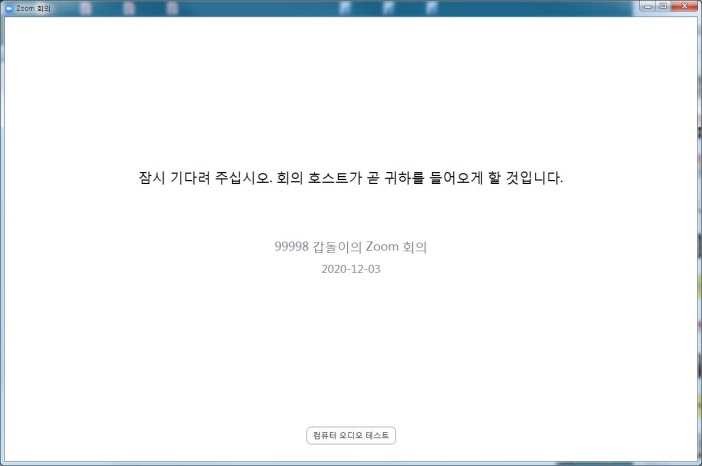 Zoom 회의
잠시 기다려 주십시오. 회의 호스트가 곧 귀하를 들어오게 할 것입니다.
99998 갑돌이의 Zoom 회의
2020-12-03
컴퓨터 오디오 테스트